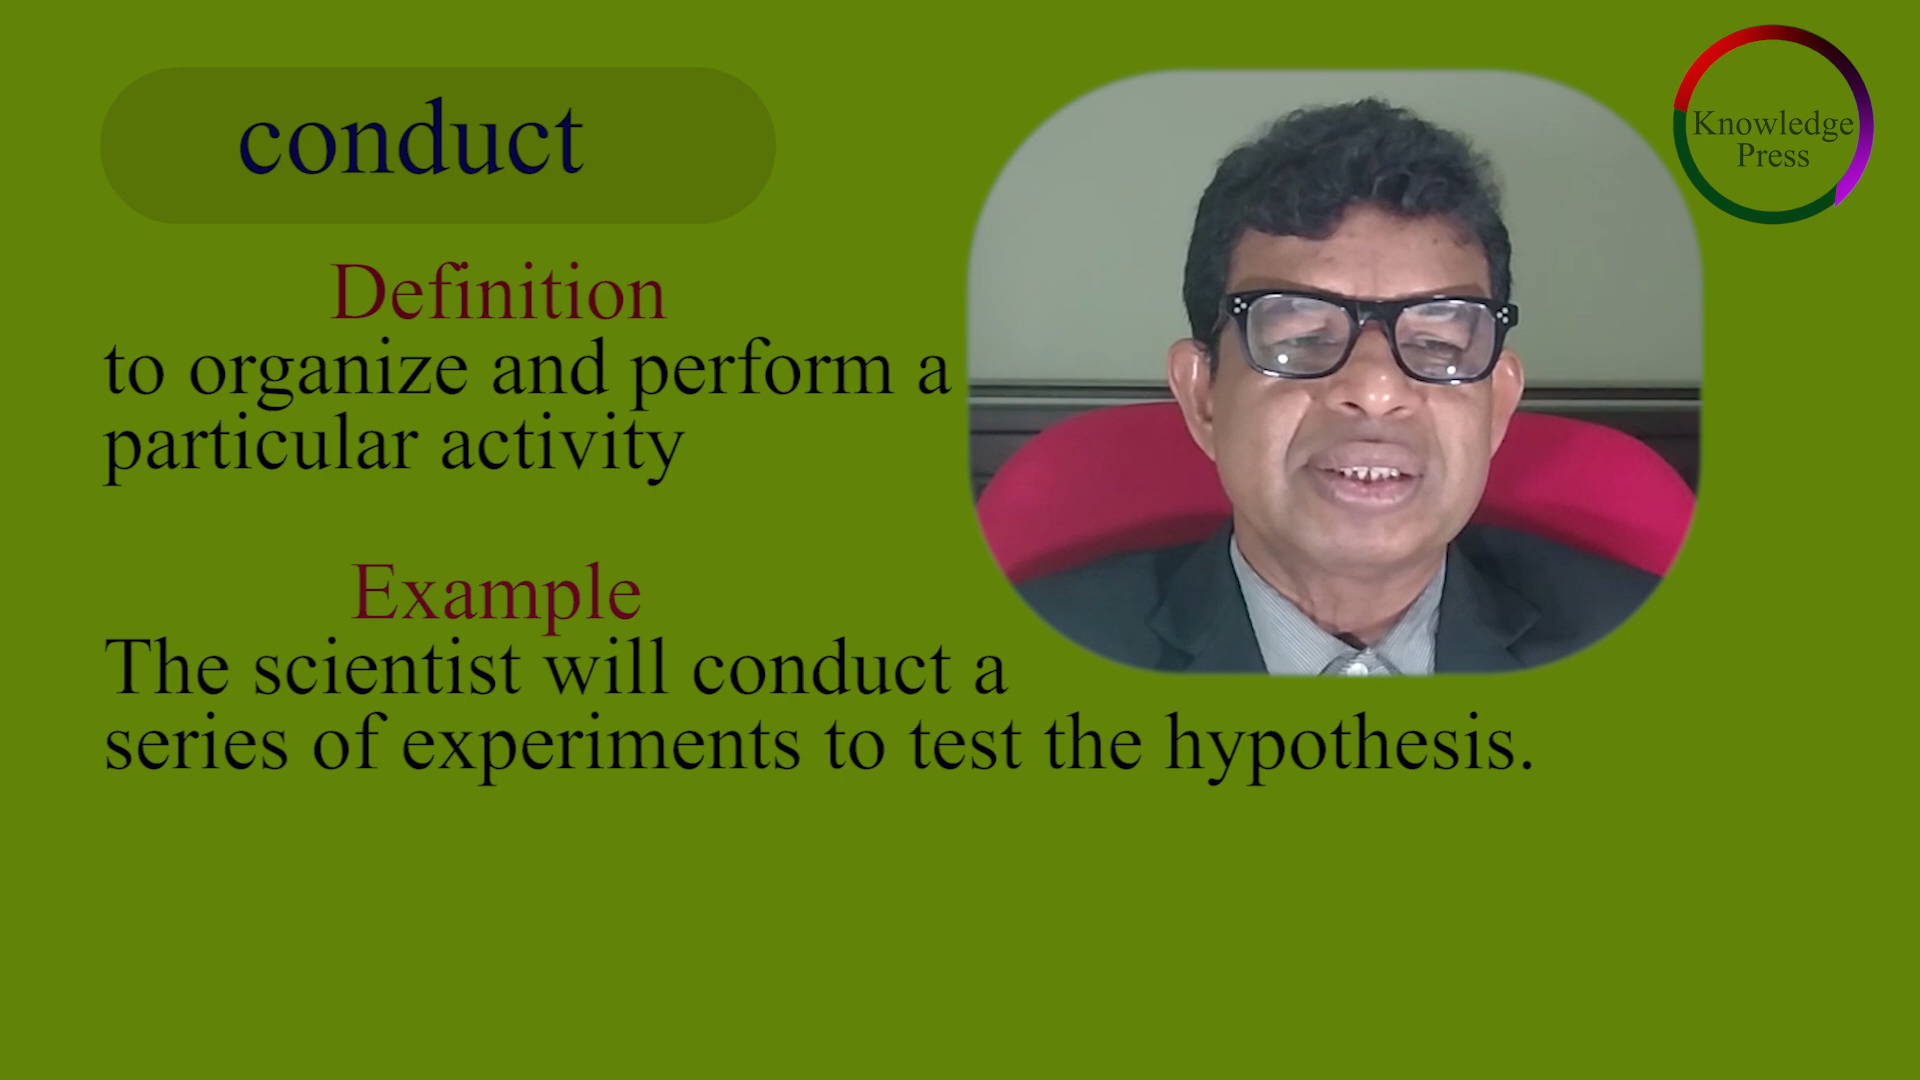 conduct
Definition
to organize and perform a
particular activity
Example
The scientist will conduct a
series of experiments to test the hypothesis.
Knowledge
Press